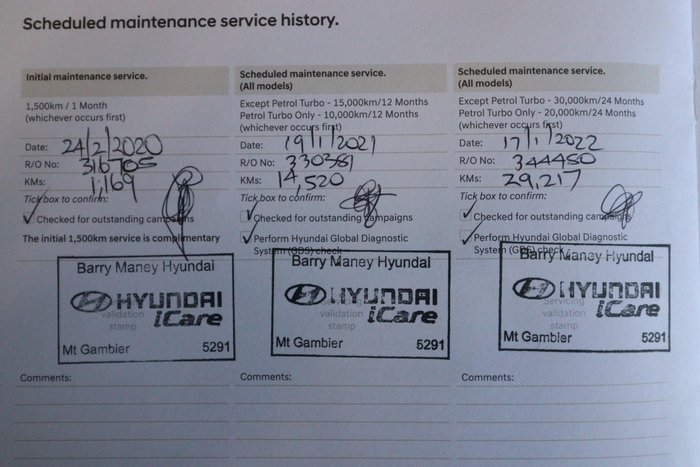 Scheduled maintenance service history.
Initial maintenance service.
1,500km / 1 Month
(whichever occurs first)
Date: 24/2/2020
R/O No: 316705
KMs: 1,169
Tick box to confirm:
Checked for outstanding campaigns
The initial 1,500km service is complimentary
Barry Maney Hyundai
HYUNDAI
iCare
validation
stamp
Mt Gambier 5291
Comments:
Scheduled maintenance service.
(All models)
Except Petrol Turbo - 15,000km/12 Months
Petrol Turbo Only - 10,000km/12 Months
(whichever occurs first)
Date: 19/1/2021
R/O No: 330381
KMs: 14,520
Tick box to confirm:
Checked for outstanding campaigns
Perform Hyundai Global Diagnostic
System (GDS) check
Barry Maney Hyundai
HYUNDAI
iCare
validation
stamp
Mt Gambier 5291
Comments:
Scheduled maintenance service.
(All models)
Except Petrol Turbo - 30,000km/24 Months
Petrol Turbo Only - 20,000km/24 Months
(whichever occurs first)
Date: 17/1/2022
R/O No: 344450
KMs: 29,217
Tick box to confirm:
Checked for outstanding campaigns
Perform Hyundai Global Diagnostic
System (GDS) check
Barry Maney Hyundai
Servicing
HYUNDAI
iCare
validation
stamp
Mt Gambier 5291
Comments: